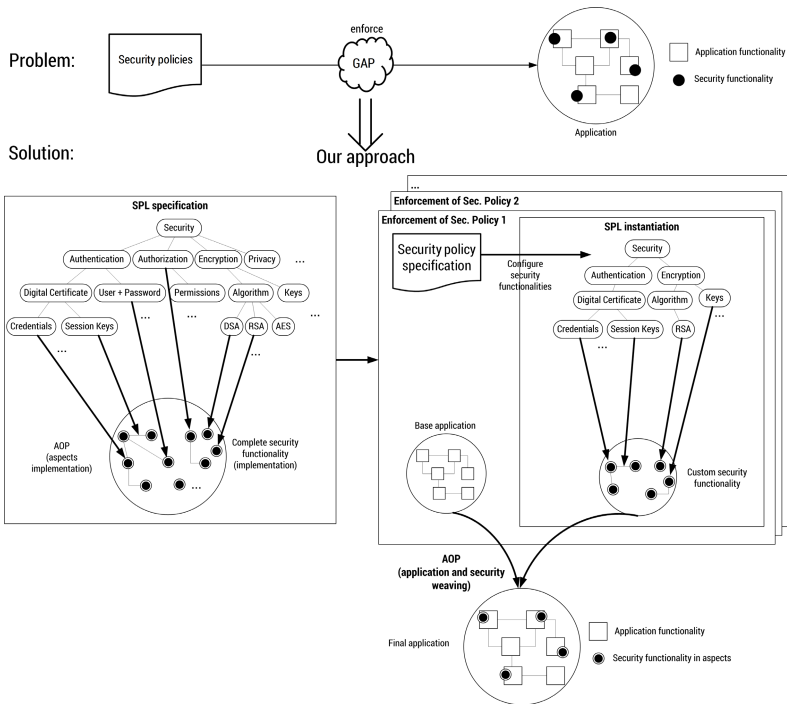 Problem:
Security policies
enforce
GAP
Application functionality
Security functionality
Application
Solution:
Our approach
SPL specification
Security
Authentication
Authorization
Encryption
Privacy
...
Digital Certificate
User + Password
Permissions
Algorithm
Keys
...
...
...
Credentials
Session Keys
DSA
RSA
AES
...
...
AOP
(aspects
implementation)
Complete security
functionality
(implementation)
...
...
Enforcement of Sec. Policy 2
Enforcement of Sec. Policy 1
Security policy
specification
Configure
security
functionalities
SPL instantiation
Security
Authentication
Encryption
Digital Certificate
Algorithm
Keys
...
Credentials
Session Keys
RSA
...
Base application
Custom security
functionality
AOP
(application and security
weaving)
Final application
Application functionality
Security functionality in aspects